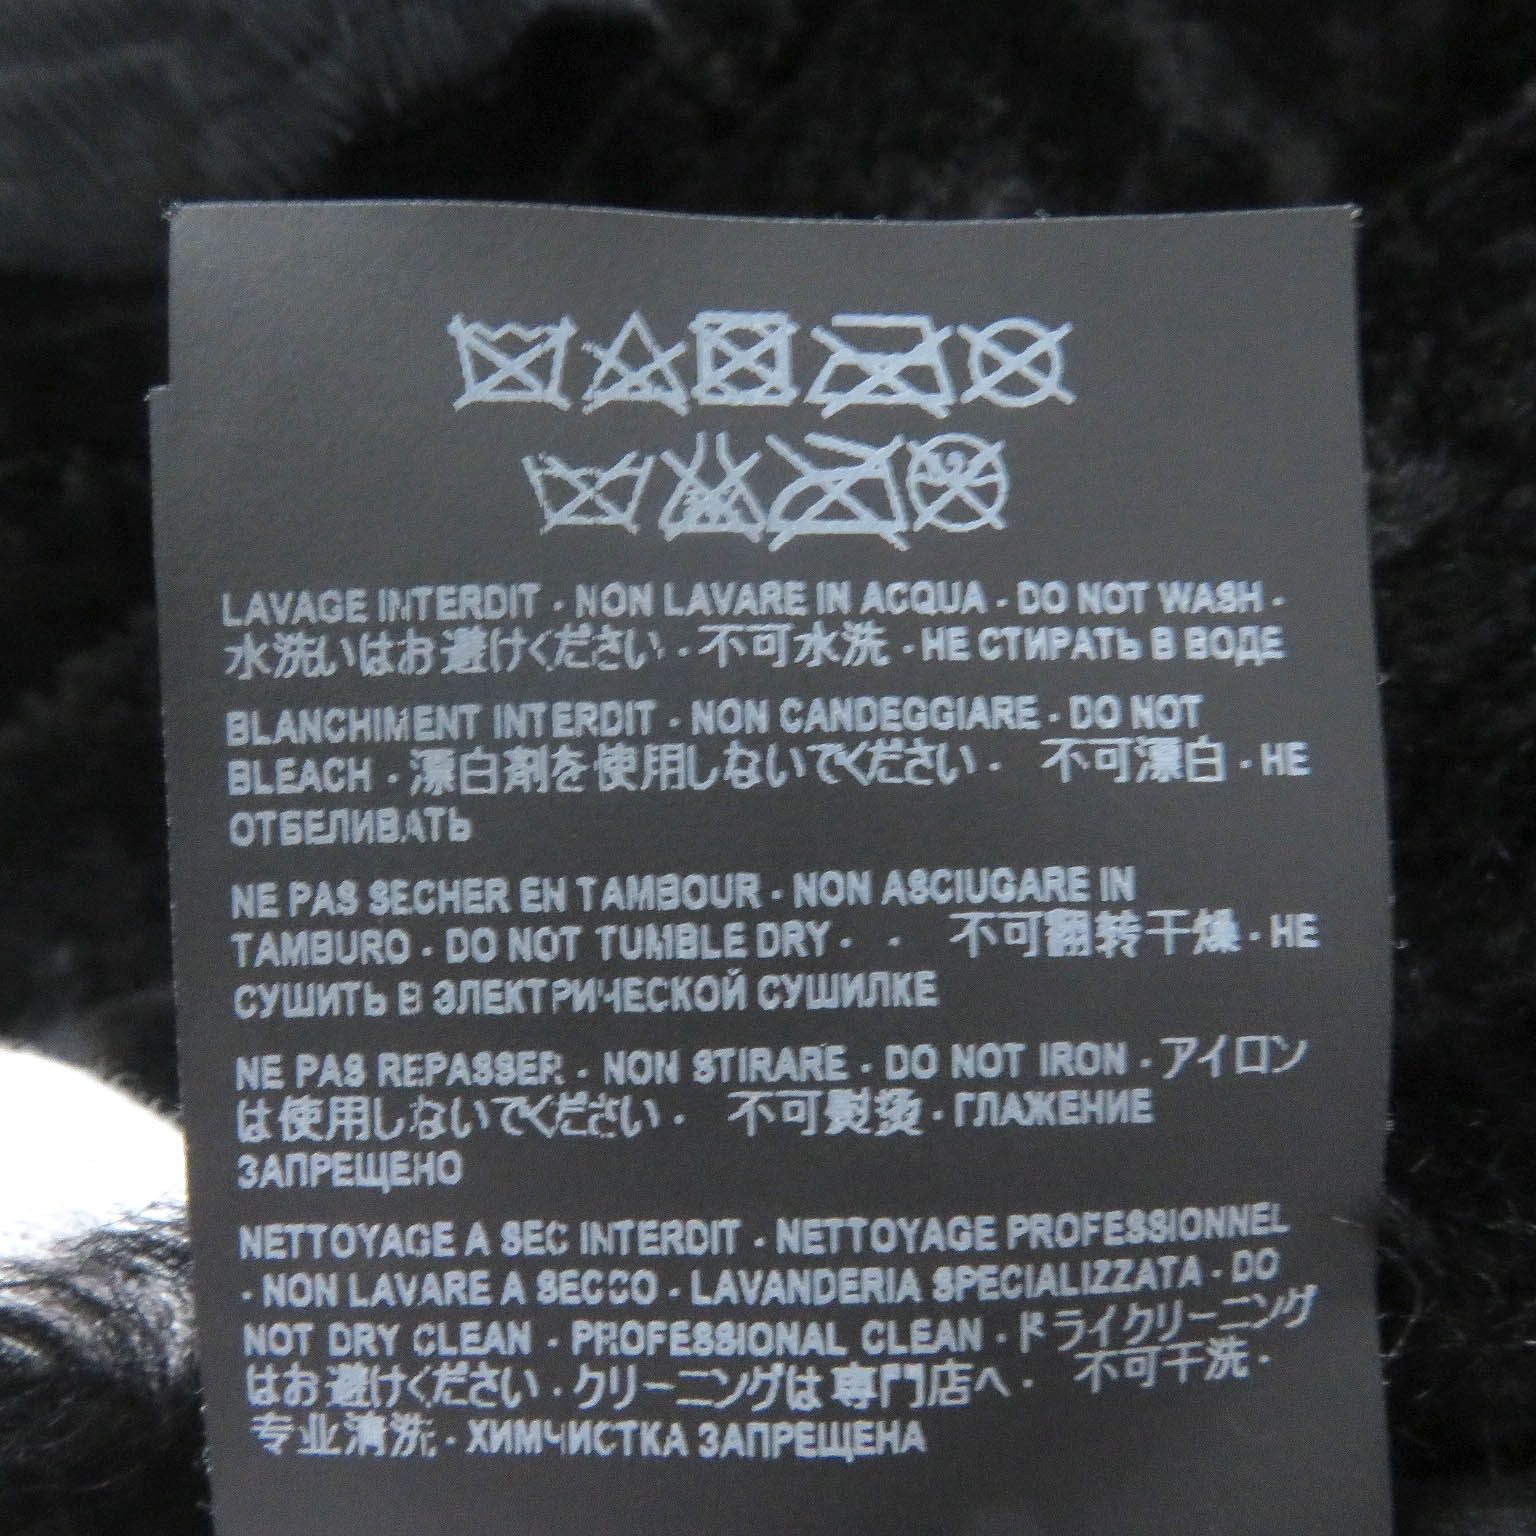 LAVAGE INTERDIT - NON LAVARE IN ACQUA - DO NOT WASH -
水洗いはお避けください - 不可水洗 - НЕ СТИРАТЬ В ВОДЕ
BLANCHIMENT INTERDIT - NON CANDEGGIARE - DO NOT
BLEACH - 漂白剤を使用しないでください - 不可漂白 - НЕ
ОТБЕЛИВАТЬ
NE PAS SECHER EN TAMBOUR - NON ASCIUGARE IN
TAMBURO - DO NOT TUMBLE DRY - - 不可翻转干燥 - НЕ
СУШИТЬ В ЭЛЕКТРИЧЕСКОЙ СУШИЛКЕ
NE PAS REPASSER - NON STIRARE - DO NOT IRON - アイロン
は使用しないでください - 不可熨烫 - ГЛАЖЕНИЕ
ЗАПРЕЩЕНО
NETTOYAGE A SEC INTERDIT - NETTOYAGE PROFESSIONNEL
- NON LAVARE A SECCO - LAVANDERIA SPECIALIZZATA - DO
NOT DRY CLEAN - PROFESSIONAL CLEAN - ドライクリーニング
はお避けください - クリーニングは専門店へ - 不可干洗 -
专业清洗 - ХИМЧИСТКА ЗАПРЕЩЕНА